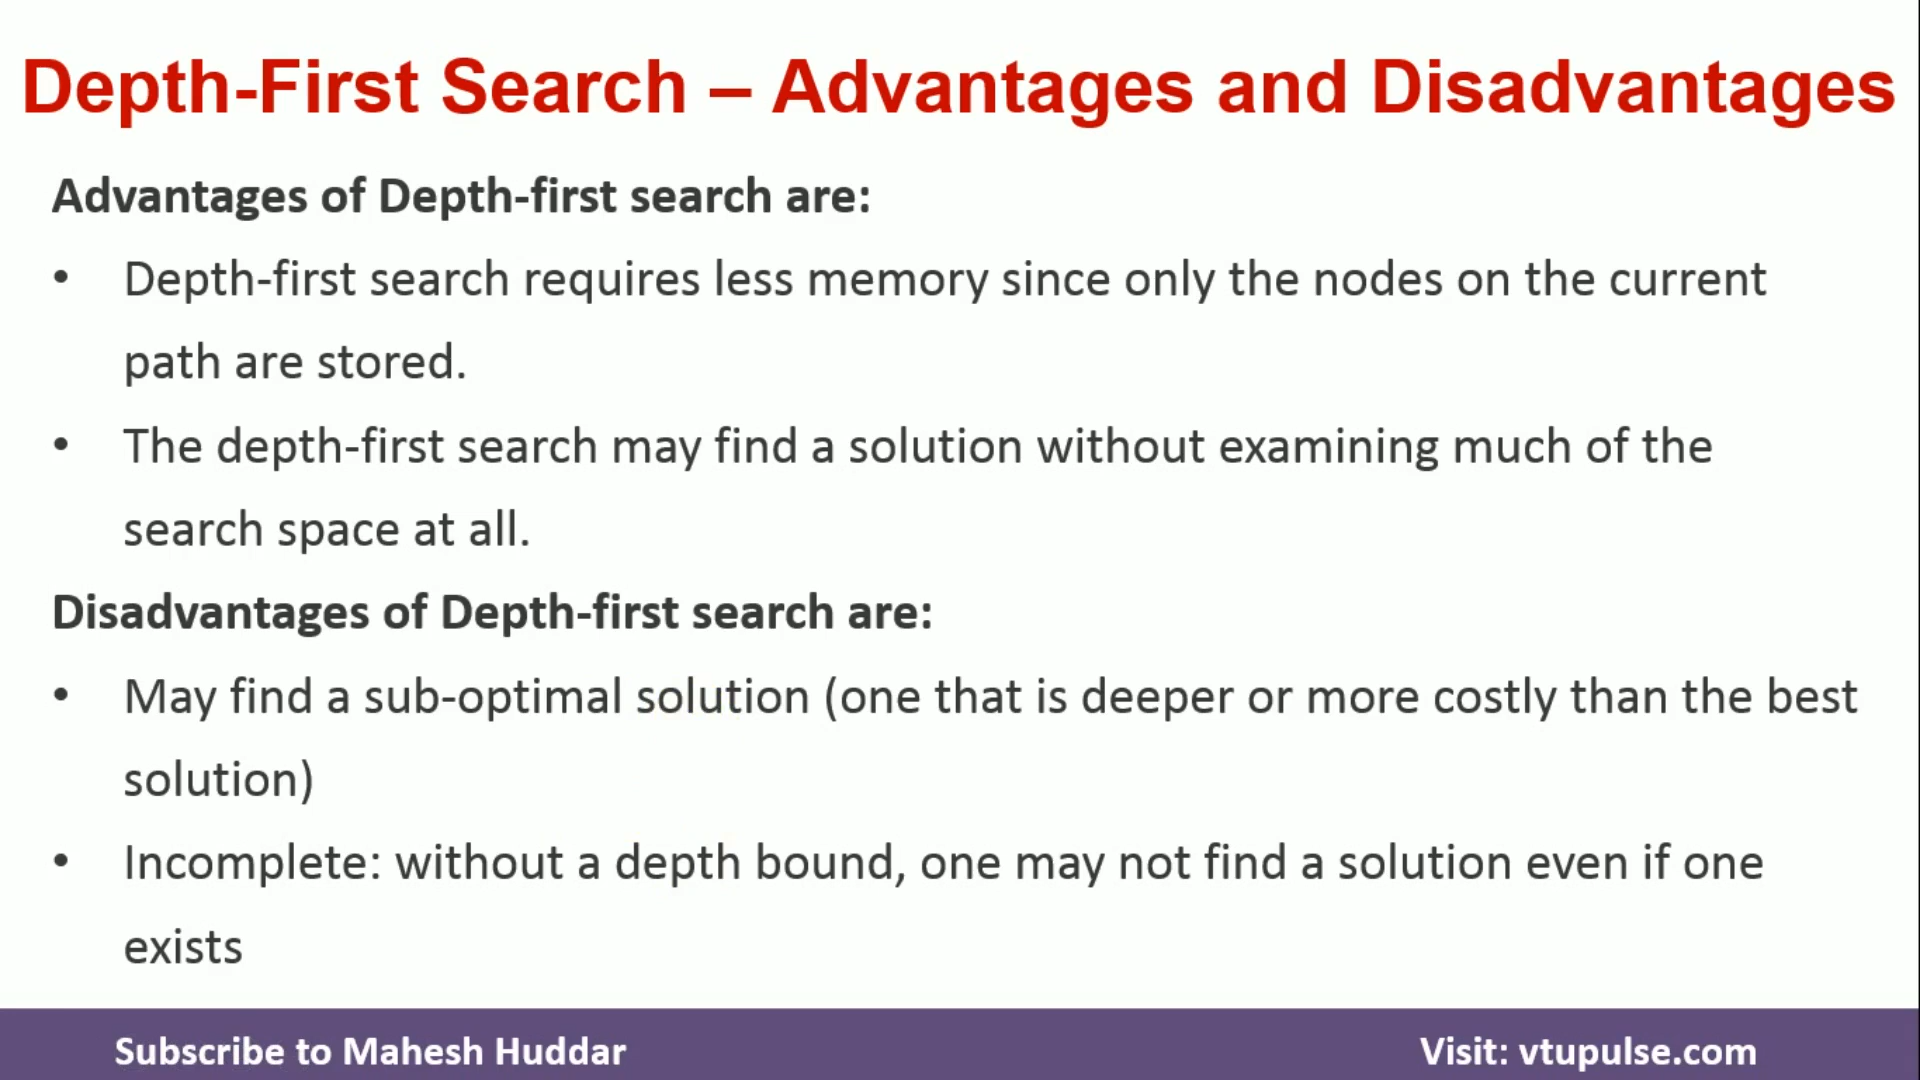 Depth-First Search – Advantages and Disadvantages
Advantages of Depth-first search are:
• Depth-first search requires less memory since only the nodes on the current
path are stored.
• The depth-first search may find a solution without examining much of the
search space at all.
Disadvantages of Depth-first search are:
• May find a sub-optimal solution (one that is deeper or more costly than the best
solution)
• Incomplete: without a depth bound, one may not find a solution even if one
exists
Subscribe to Mahesh Huddar
Visit: vtupulse.com